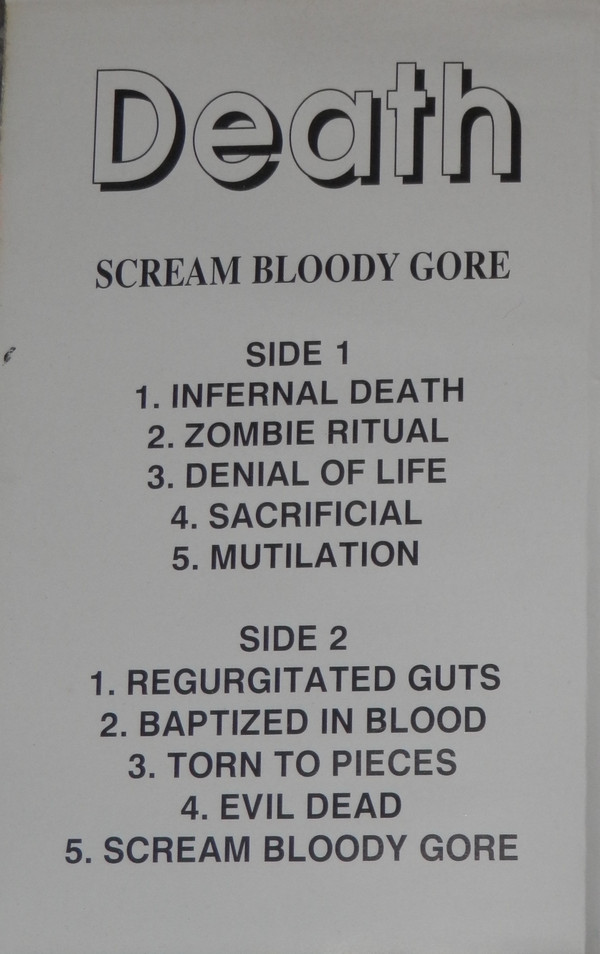 Death
SCREAM BLOODY GORE
SIDE 1
1. INFERNAL DEATH
2. ZOMBIE RITUAL
3. DENIAL OF LIFE
4. SACRIFICIAL
5. MUTILATION
SIDE 2
1. REGURGITATED GUTS
2. BAPTIZED IN BLOOD
3. TORN TO PIECES
4. EVIL DEAD
5. SCREAM BLOODY GORE